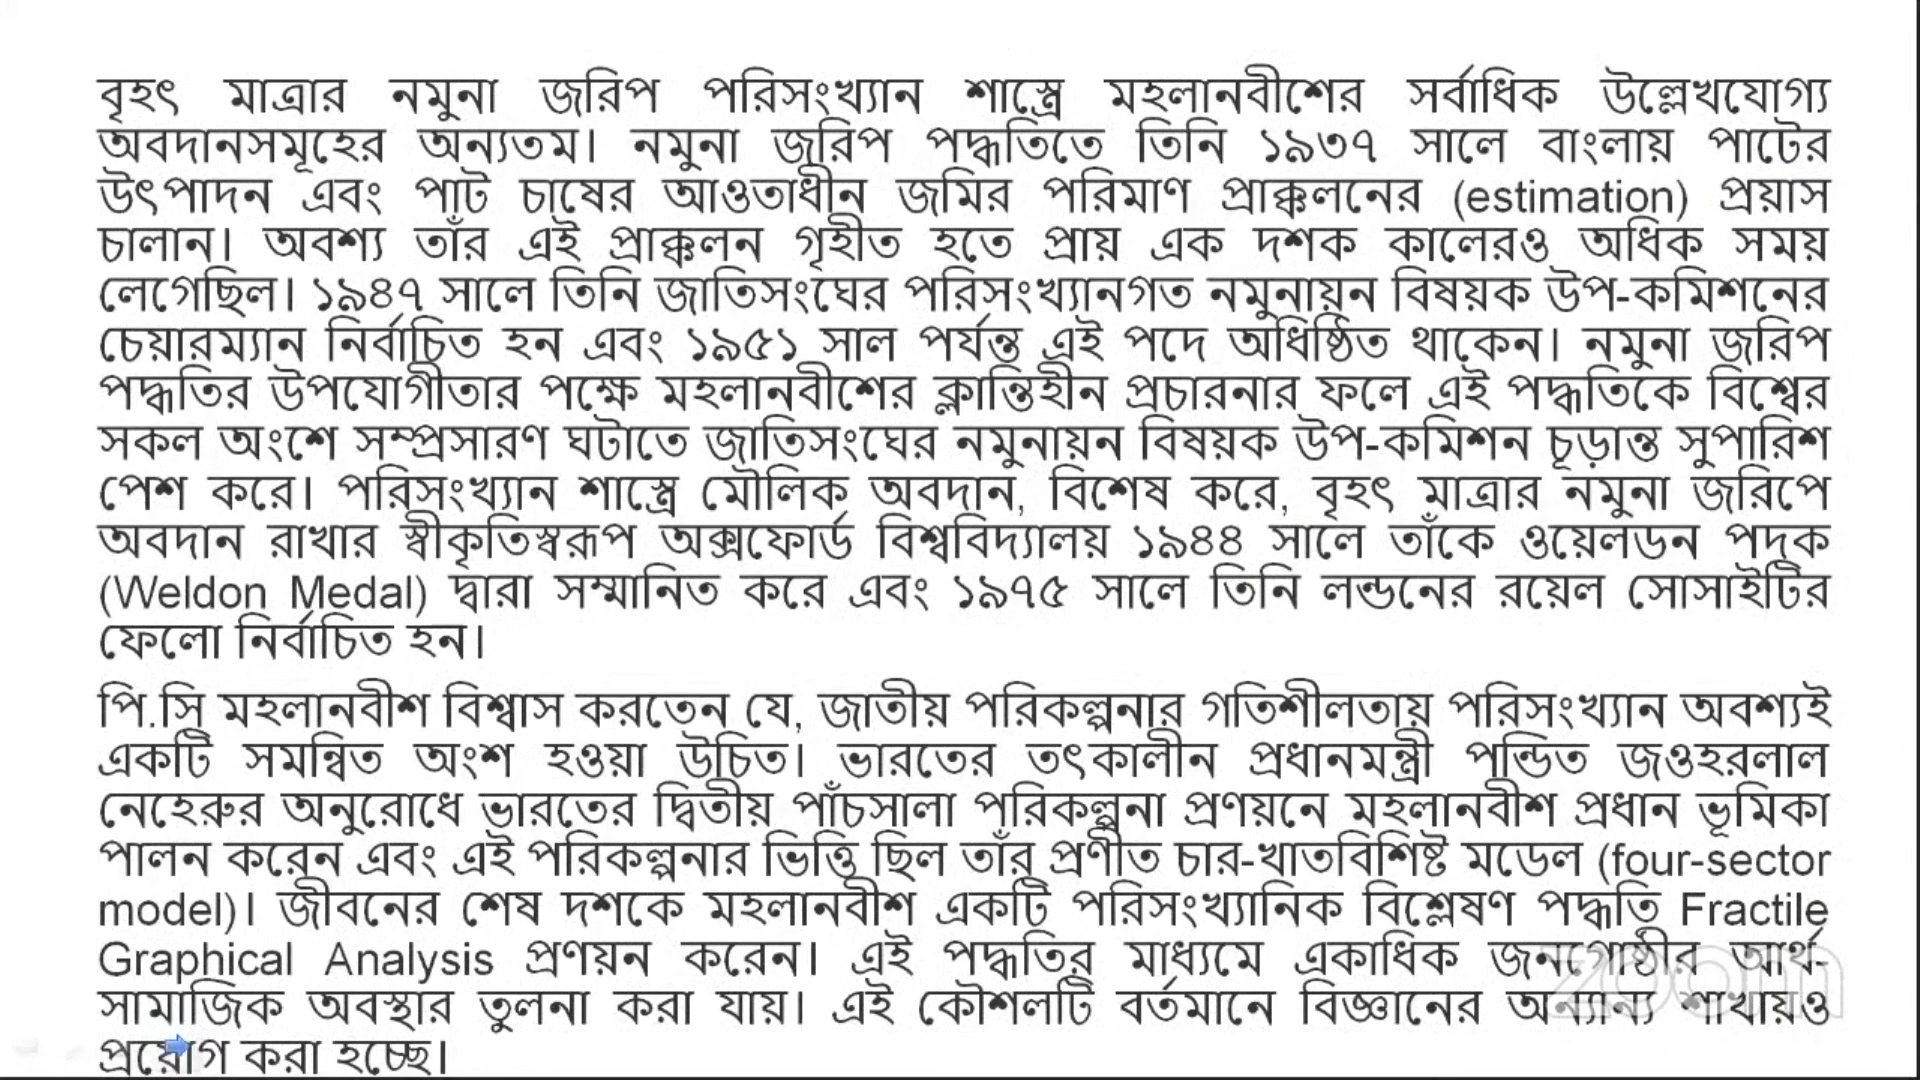 বৃহৎ মাত্রার নমুনা জরিপ পরিসংখ্যান শাস্ত্রে মহলানবীশের সর্বাধিক উল্লেখযোগ্য
অবদানসমূহের অন্যতম। নমুনা জরিপ পদ্ধতিতে তিনি ১৯৩৭ সালে বাংলায় পাটের
উৎপাদন এবং পাট চাষের আওতাধীন জমির পরিমাণ প্রাক্কলনের (estimation) প্রয়াস
চালান। অবশ্য তাঁর এই প্রাক্কলন গৃহীত হতে প্রায় এক দশক কালেরও অধিক সময়
লেগেছিল। ১৯৪৭ সালে তিনি জাতিসংঘের পরিসংখ্যানগত নমুনায়ন বিষয়ক উপ-কমিশনের
চেয়ারম্যান নির্বাচিত হন এবং ১৯৫১ সাল পর্যন্ত এই পদে অধিষ্ঠিত থাকেন। নমুনা জরিপ
পদ্ধতির উপযোগীতার পক্ষে মহলানবীশের ক্লান্তিহীন প্রচারনার ফলে এই পদ্ধতিকে বিশ্বের
সকল অংশে সম্প্রসারণ ঘটাতে জাতিসংঘের নমুনায়ন বিষয়ক উপ-কমিশন চূড়ান্ত সুপারিশ
পেশ করে। পরিসংখ্যান শাস্ত্রে মৌলিক অবদান, বিশেষ করে, বৃহৎ মাত্রার নমুনা জরিপে
অবদান রাখার স্বীকৃতিস্বরূপ অক্সফোর্ড বিশ্ববিদ্যালয় ১৯৪৪ সালে তাঁকে ওয়েলডন পদক
(Weldon Medal) দ্বারা সম্মানিত করে এবং ১৯৭৫ সালে তিনি লন্ডনের রয়েল সোসাইটির
ফেলো নির্বাচিত হন।
পি.সি মহলানবীশ বিশ্বাস করতেন যে, জাতীয় পরিকল্পনার গতিশীলতায় পরিসংখ্যান অবশ্যই
একটি সমন্বিত অংশ হওয়া উচিত। ভারতের তৎকালীন প্রধানমন্ত্রী পন্ডিত জওহরলাল
নেহেরুর অনুরোধে ভারতের দ্বিতীয় পাঁচসালা পরিকল্পনা প্রণয়নে মহলানবীশ প্রধান ভূমিকা
পালন করেন এবং এই পরিকল্পনার ভিত্তি ছিল তাঁর প্রণীত চার-খাতবিশিষ্ট মডেল (four-sector
model)। জীবনের শেষ দশকে মহলানবীশ একটি পরিসংখ্যানিক বিশ্লেষণ পদ্ধতি Fractile
Graphical Analysis প্রণয়ন করেন। এই পদ্ধতির মাধ্যমে একাধিক জনগোষ্ঠীর আর্থ-
সামাজিক অবস্থার তুলনা করা যায়। এই কৌশলটি বর্তমানে বিজ্ঞানের অন্যান্য শাখায়ও
প্রয়োগ করা হচ্ছে।
zoom